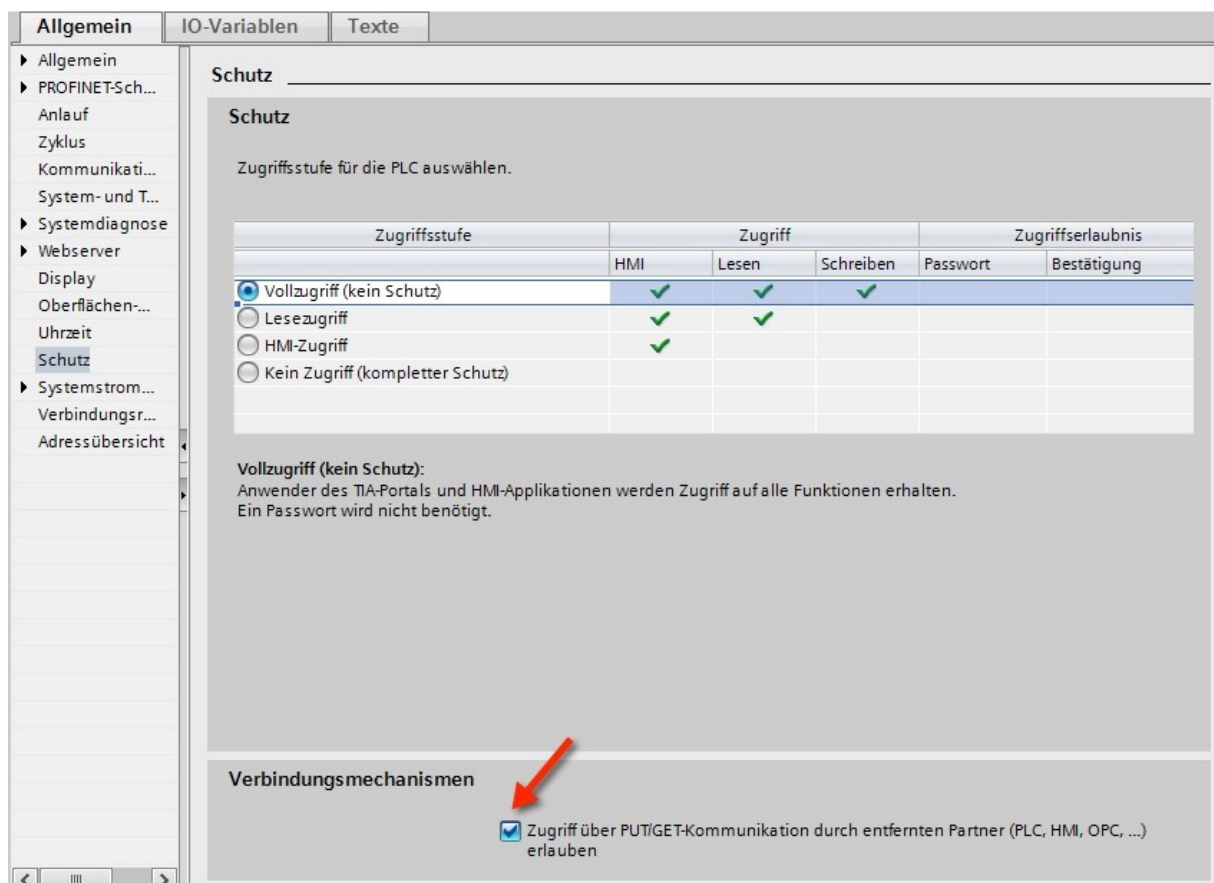 Allgemein
IO-Variablen
Texte
Allgemein
PROFINET-Sch...
Anlauf
Zyklus
Kommunikati...
System- und T...
Systemdiagnose
Webserver
Display
Oberflächen-...
Uhrzeit
Schutz
Systemstrom...
Verbindungsr...
Adressübersicht
Schutz
Schutz
Zugriffsstufe für die PLC auswählen.
Zugriffsstufe Zugriff Zugriffserlaubnis
HMI Lesen Schreiben Passwort Bestätigung
Vollzugriff (kein Schutz)
Lesezugriff
HMI-Zugriff
Kein Zugriff (kompletter Schutz)
Vollzugriff (kein Schutz):
Anwender des TIA-Portals und HMI-Applikationen werden Zugriff auf alle Funktionen erhalten.
Ein Passwort wird nicht benötigt.
Verbindungsmechanismen
Zugriff über PUT/GET-Kommunikation durch entfernten Partner (PLC, HMI, OPC, ...)
erlauben